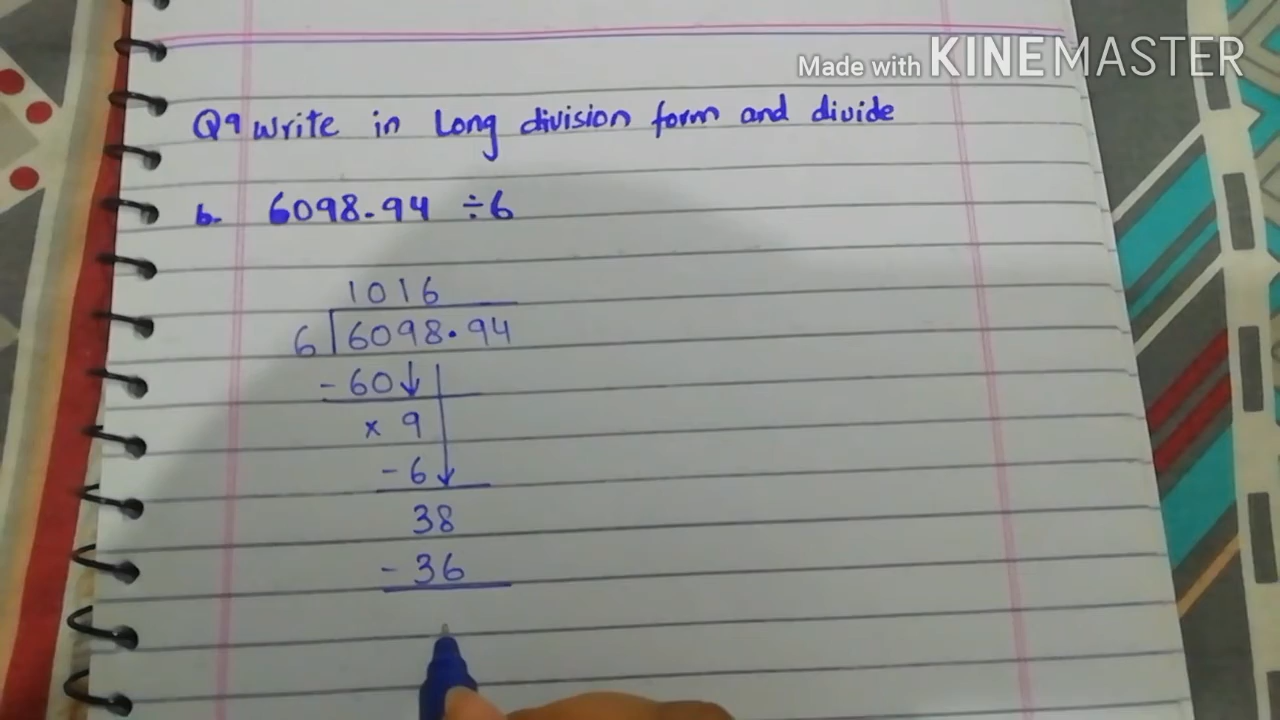 Made with KINEMASTER
Q9 Write in Long division form and divide
b. 6098.94 ÷6
1016
6 6098.94
- 60
× 9
- 6
38
- 36